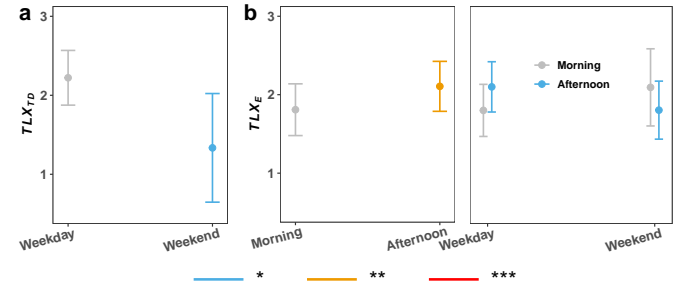 a
b
3
2
1
TLX_TD
Weekday
Weekend
3
2
1
TLX_E
Morning
Afternoon
Morning
Afternoon
Weekday
Weekend
*
**
***